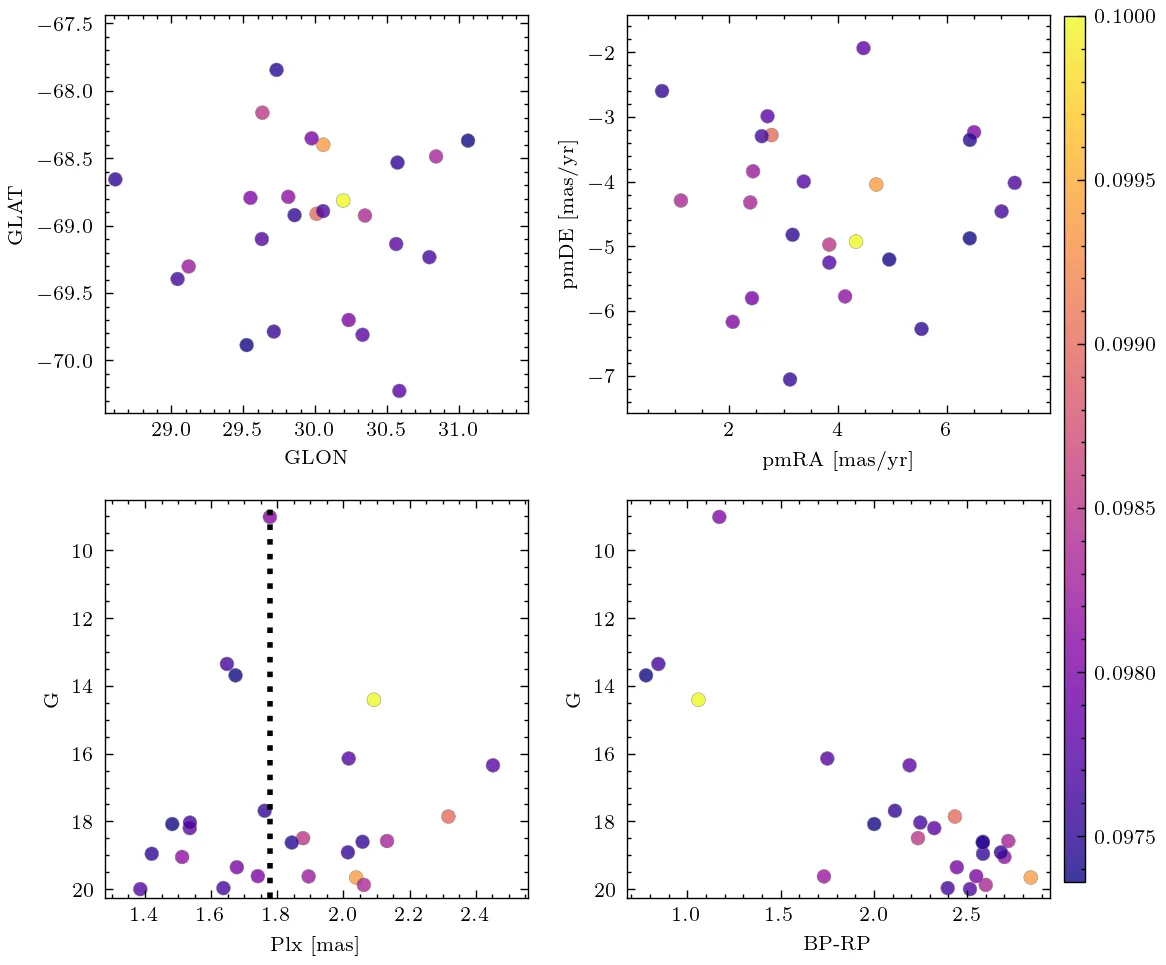 −67.5
−68.0
−68.5
−69.0
−69.5
−70.0
GLAT
29.0 29.5 30.0 30.5 31.0
GLON
−2
−3
−4
−5
−6
−7
pmDE [mas/yr]
2 4 6
pmRA [mas/yr]
10
12
14
16
18
20
G
1.4 1.6 1.8 2.0 2.2 2.4
Plx [mas]
10
12
14
16
18
20
G
1.0 1.5 2.0 2.5
BP-RP
0.1000
0.0995
0.0990
0.0985
0.0980
0.0975